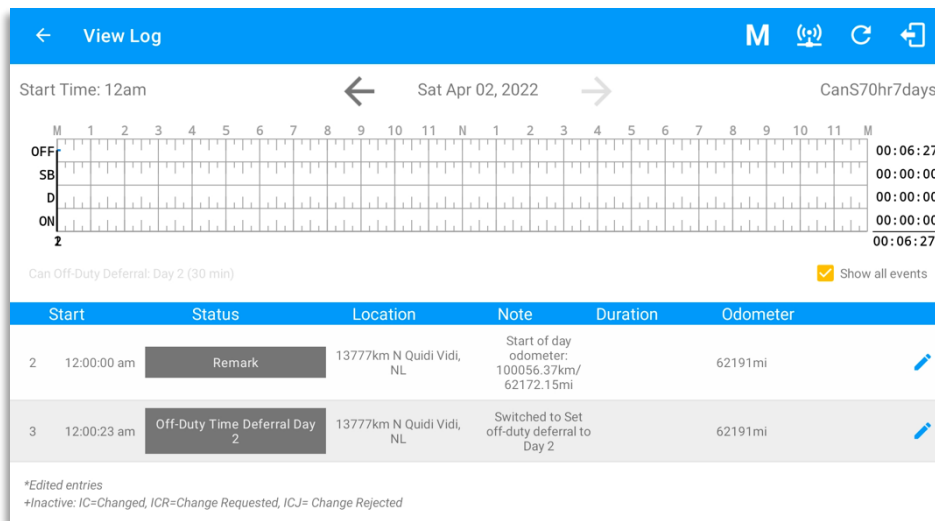 View Log
M
Start Time: 12am
Sat Apr 02, 2022
CanS70hr7days
M 1 2 3 4 5 6 7 8 9 10 11 N 1 2 3 4 5 6 7 8 9 10 11 M
OFF 00:06:27
SB 00:00:00
D 00:00:00
ON 00:00:00
2 00:06:27
Can Off-Duty Deferral: Day 2 (30 min)
Show all events
Start Status Location Note Duration Odometer
2 12:00:00 am Remark 13777km N Quidi Vidi,
NL
Start of day
odometer:
100056.37km/
62172.15mi
62191mi
3 12:00:23 am Off-Duty Time Deferral Day
2
13777km N Quidi Vidi,
NL
Switched to Set
off-duty deferral to
Day 2
62191mi
*Edited entries
+Inactive: IC=Changed, ICR=Change Requested, ICJ= Change Rejected